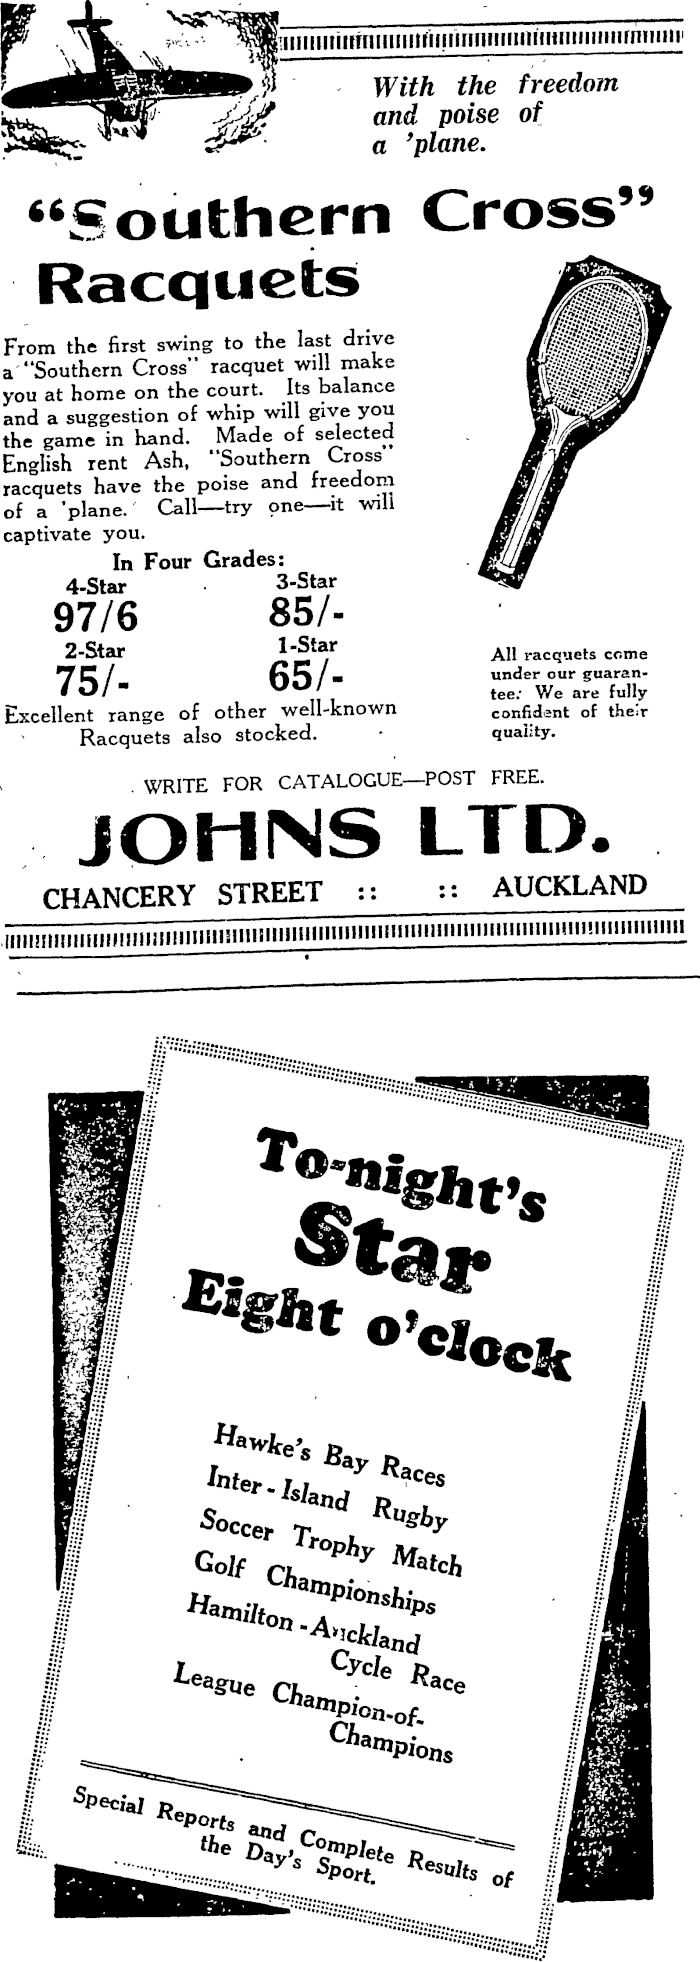 With the freedom
and poise of
a 'plane.
"Southern Cross"
Racquets
From the first swing to the last drive
a "Southern Cross" racquet will make
you at home on the court. Its balance
and a suggestion of whip will give you
the game in hand. Made of selected
English rent Ash, "Southern Cross"
racquets have the poise and freedom
of a 'plane. Call—try one—it will
captivate you.
In Four Grades:
4-Star 3-Star
97/6 85/-
2-Star 1-Star
75/- 65/-
Excellent range of other well-known
Racquets also stocked.
All racquets come
under our guaran-
tee: We are fully
confident of their
quality.
WRITE FOR CATALOGUE—POST FREE.
JOHNS LTD.
CHANCERY STREET :: :: AUCKLAND
To-night's
Star
Eight o'clock
Hawke's Bay Races
Inter-Island Rugby
Soccer Trophy Match
Golf Championships
Hamilton-Auckland
Cycle Race
League Champion-of-
Champions
Special Reports and Complete Results of
the Day's Sport.